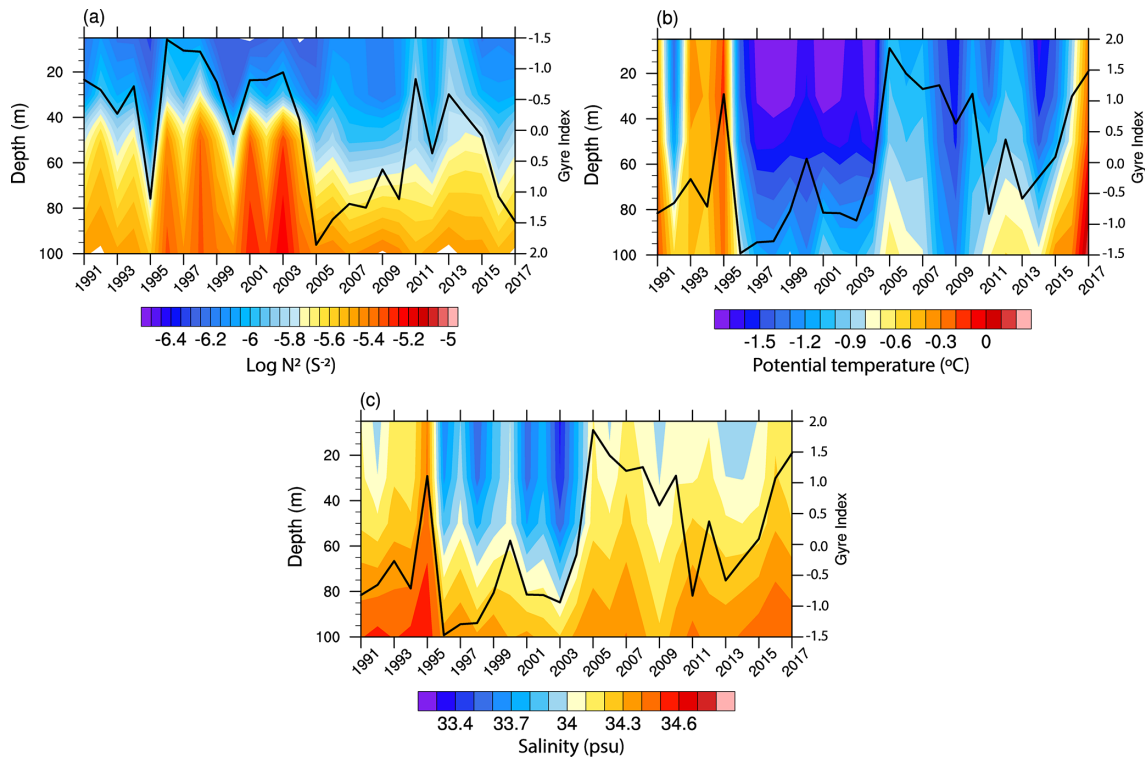 (a)
-1.5
20
-1.0
40
-0.5
60
0.0
80
0.5
100
1.0
1.5
2.0
Depth (m)
Gyre Index
1991 1993 1995 1997 1999 2001 2003 2005 2007 2009 2011 2013 2015 2017
-6.4 -6.2 -6 -5.8 -5.6 -5.4 -5.2 -5
Log N² (S⁻²)
(b)
2.0
20
1.5
40
1.0
60
0.5
80
0.0
100
-0.5
-1.0
-1.5
Depth (m)
Gyre Index
1991 1993 1995 1997 1999 2001 2003 2005 2007 2009 2011 2013 2015 2017
-1.5 -1.2 -0.9 -0.6 -0.3 0
Potential temperature (ºC)
(c)
2.0
20
1.5
40
1.0
60
0.5
80
0.0
100
-0.5
-1.0
-1.5
Depth (m)
Gyre Index
1991 1993 1995 1997 1999 2001 2003 2005 2007 2009 2011 2013 2015 2017
33.4 33.7 34 34.3 34.6
Salinity (psu)